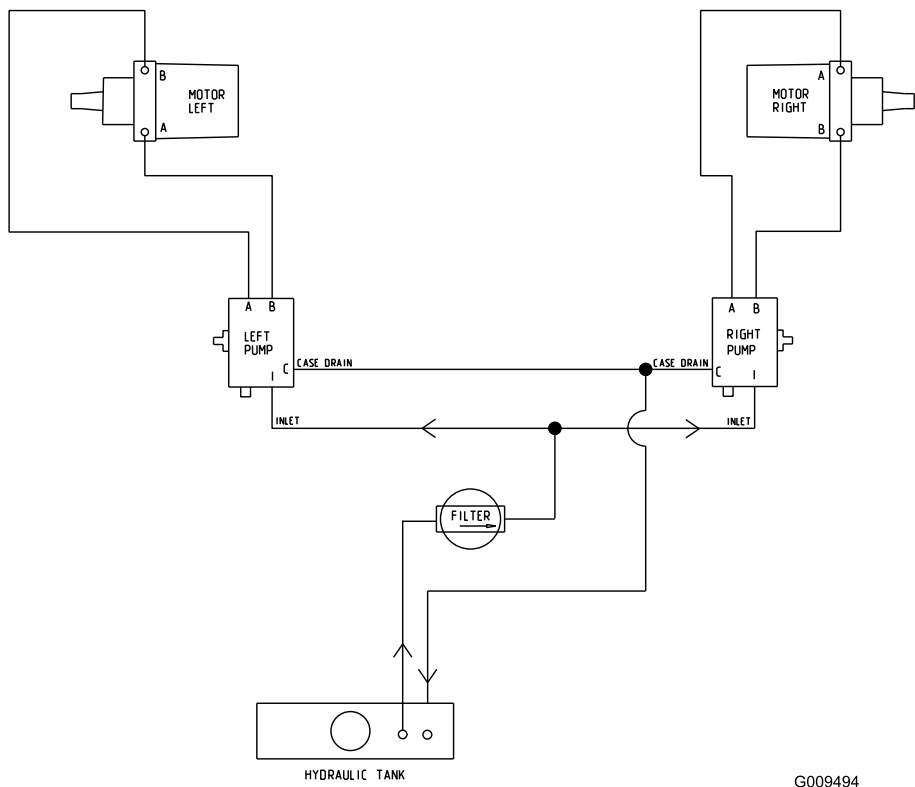 B
MOTOR
LEFT
A
A
MOTOR
RIGHT
B
A B
LEFT
PUMP
C
I
CASE DRAIN
INLET
A B
RIGHT
PUMP
C
I
CASE DRAIN
INLET
FILTER
HYDRAULIC TANK
G009494